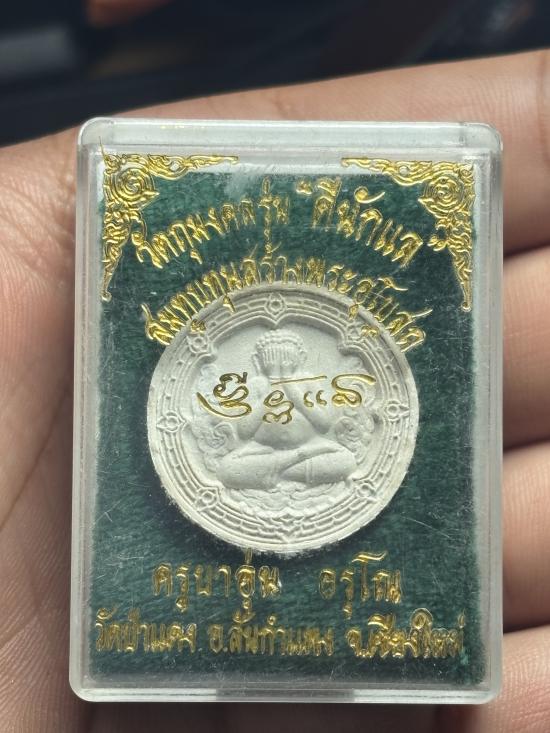 วัตถุมงคลรุ่น "ดีนักแล"
สมทบทุนสร้างพระอุโบสถ
ครูบาอุ่น อรุโณ
วัดป่าแดง อ.สันกำแพง จ.เชียงใหม่